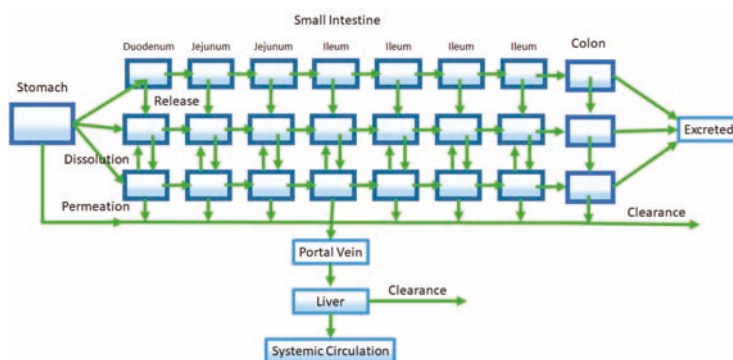 Small Intestine
Duodenum Jejunum Jejunum Ileum Ileum Ileum Ileum Colon
Stomach
Release
Excreted
Dissolution
Permeation
Clearance
Portal Vein
Liver
Clearance
Systemic Circulation